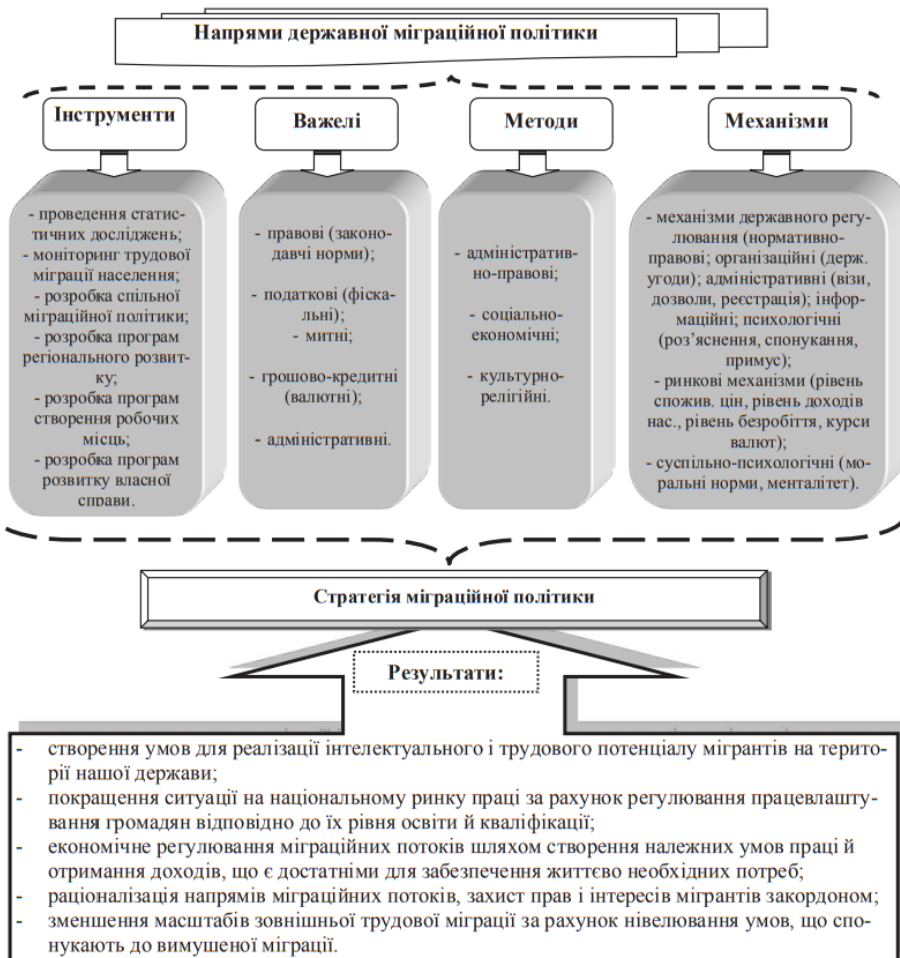 Напрями державної міграційної політики
Інструменти
Важелі
Методи
Механізми
- проведення статис-
тичних досліджень;
- моніторинг трудової
міграції населення;
- розробка спільної
міграційної політики;
- розробка програм
регіонального розвит-
ку;
- розробка програм
створення робочих
місць;
- розробка програм
розвитку власної
справи.
- правові (законо-
давчі норми);
- податкові (фіска-
льні);
- митні;
- грошово-кредитні
(валютні);
- адміністративні.
- адміністратив-
но-правові;
- соціально-
економічні;
- культурно-
релігійні.
- механізми державного регу-
лювання (нормативно-
правові; організаційні (держ.
угоди); адміністративні (візи,
дозволи, реєстрація); інфор-
маційні; психологічні
(роз’яснення, спонукання,
примус);
- ринкові механізми (рівень
спожив. цін, рівень доходів
нас., рівень безробіття, курси
валют);
- суспільно-психологічні (мо-
ральні норми, менталітет).
Стратегія міграційної політики
Результати:
- створення умов для реалізації інтелектуального і трудового потенціалу мігрантів на терито-
рії нашої держави;
- покращення ситуації на національному ринку праці за рахунок регулювання працевлашту-
вання громадян відповідно до їх рівня освіти й кваліфікації;
- економічне регулювання міграційних потоків шляхом створення належних умов праці й
отримання доходів, що є достатніми для забезпечення життєво необхідних потреб;
- раціоналізація напрямів міграційних потоків, захист прав і інтересів мігрантів закордоном;
- зменшення масштабів зовнішньої трудової міграції за рахунок нівелювання умов, що спо-
нукають до вимушеної міграції.